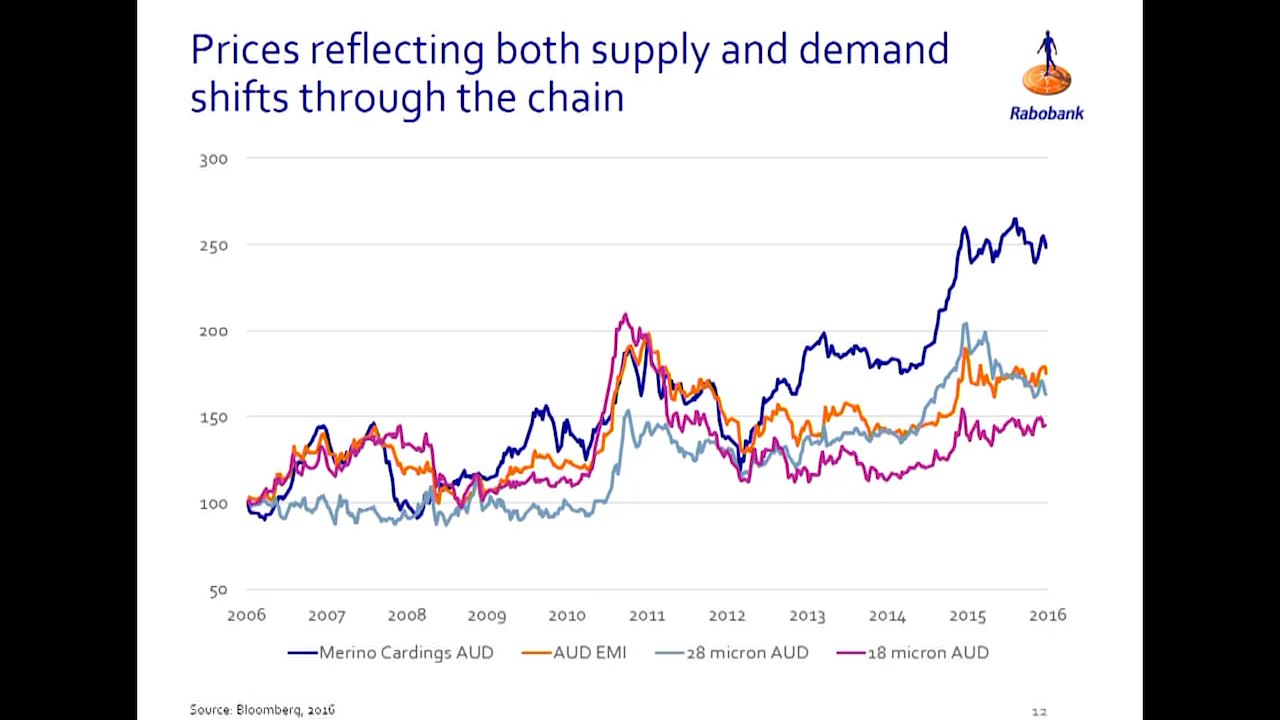 Prices reflecting both supply and demand
shifts through the chain
Rabobank
300
250
200
150
100
50
2006 2007 2008 2009 2010 2011 2012 2013 2014 2015 2016
Merino Cardings AUD AUD EMI 28 micron AUD 18 micron AUD
Source: Bloomberg, 2016
12